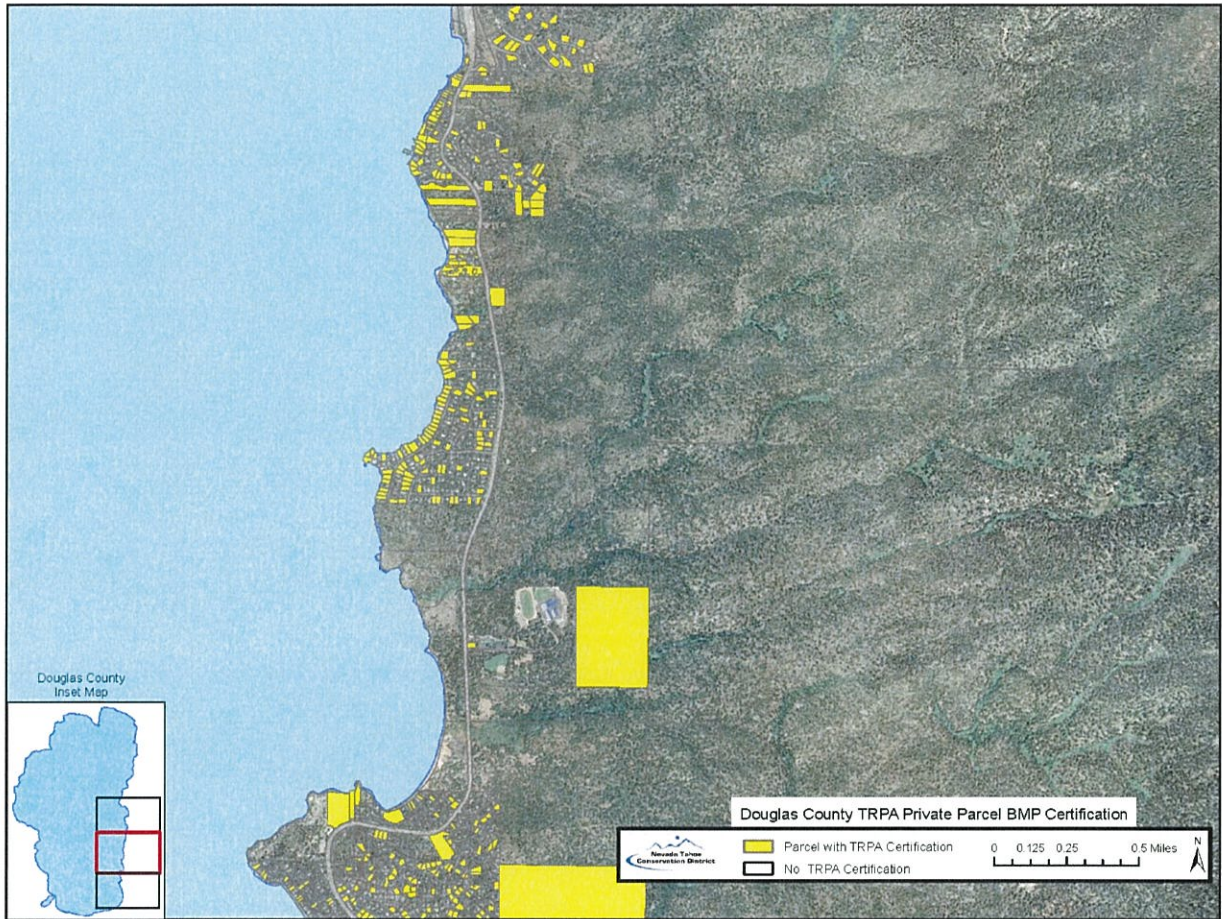 Douglas County
Inset Map
Douglas County TRPA Private Parcel BMP Certification
Nevada Tahoe
Conservation District
Parcel with TRPA Certification
No TRPA Certification
0 0.125 0.25 0.5 Miles
N